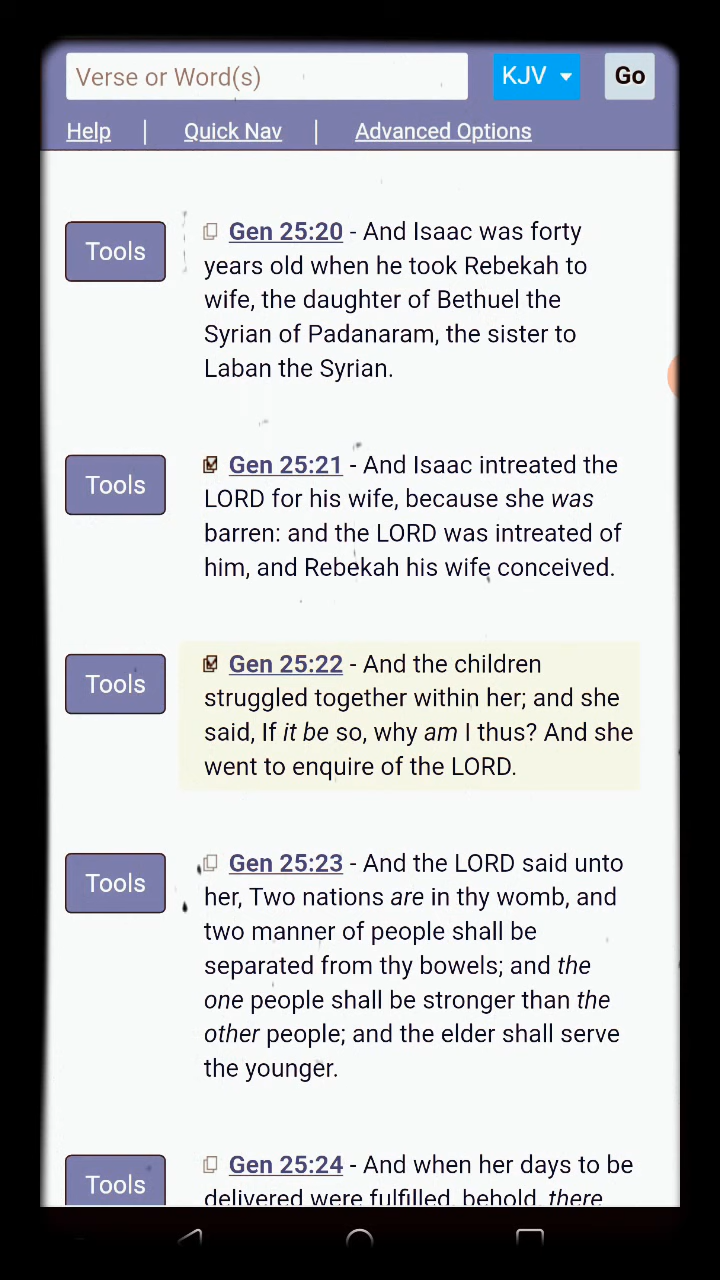 Verse or Word(s) KJV Go
Help | Quick Nav | Advanced Options
Tools
Gen 25:20 - And Isaac was forty
years old when he took Rebekah to
wife, the daughter of Bethuel the
Syrian of Padanaram, the sister to
Laban the Syrian.
Tools
Gen 25:21 - And Isaac intreated the
LORD for his wife, because she was
barren: and the LORD was intreated of
him, and Rebekah his wife conceived.
Tools
Gen 25:22 - And the children
struggled together within her; and she
said, If it be so, why am I thus? And she
went to enquire of the LORD.
Tools
Gen 25:23 - And the LORD said unto
her, Two nations are in thy womb, and
two manner of people shall be
separated from thy bowels; and the
one people shall be stronger than the
other people; and the elder shall serve
the younger.
Tools
Gen 25:24 - And when her days to be
delivered were fulfilled, behold, there